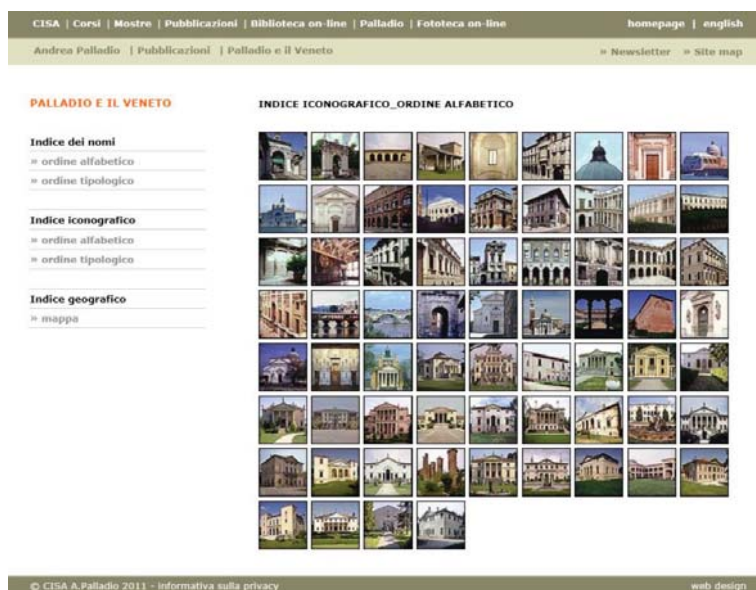 CISA | Corsi | Mostre | Pubblicazioni | Biblioteca on-line | Palladio | Fototeca on-line
homepage | english
Andrea Palladio | Pubblicazioni | Palladio e il Veneto
» Newsletter » Site map
PALLADIO E IL VENETO
INDICE ICONOGRAFICO_ORDINE ALFABETICO
Indice dei nomi
» ordine alfabetico
» ordine tipologico
Indice iconografico
» ordine alfabetico
» ordine tipologico
Indice geografico
» mappa
© CISA A.Palladio 2011 - informativa sulla privacy
web design